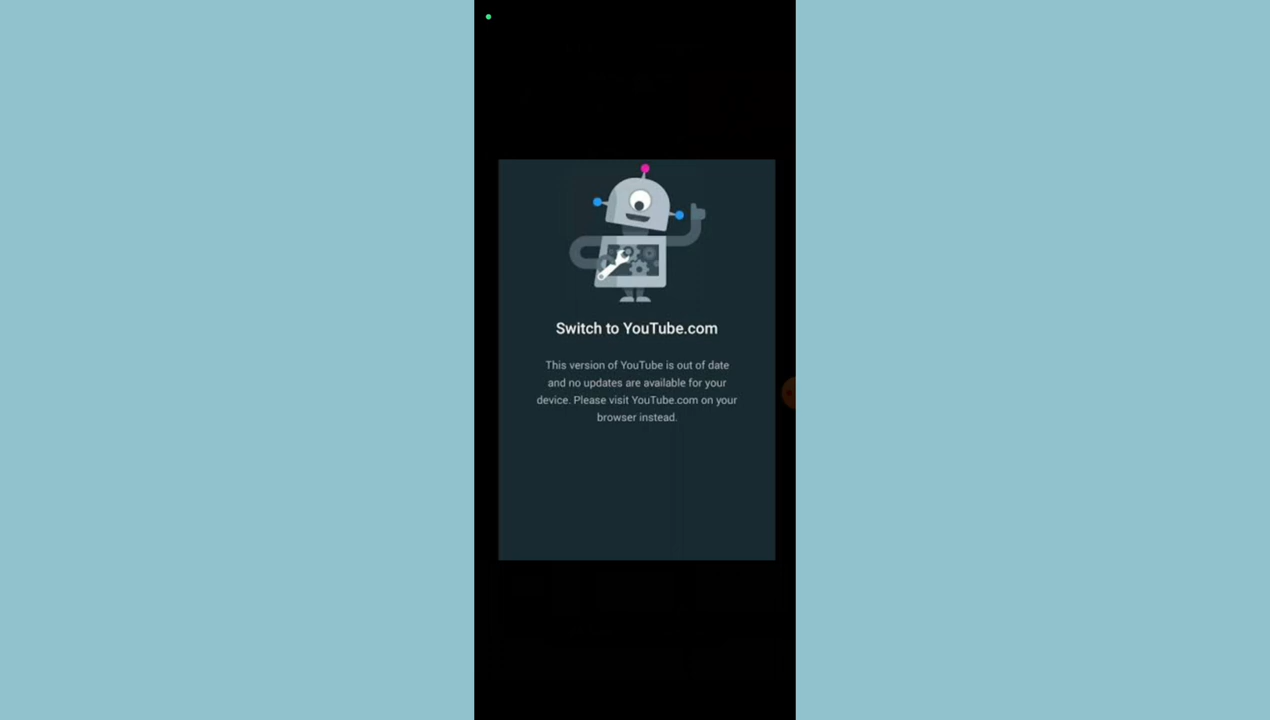 Switch to YouTube.com
This version of YouTube is out of date
and no updates are available for your
device. Please visit YouTube.com on your
browser instead.